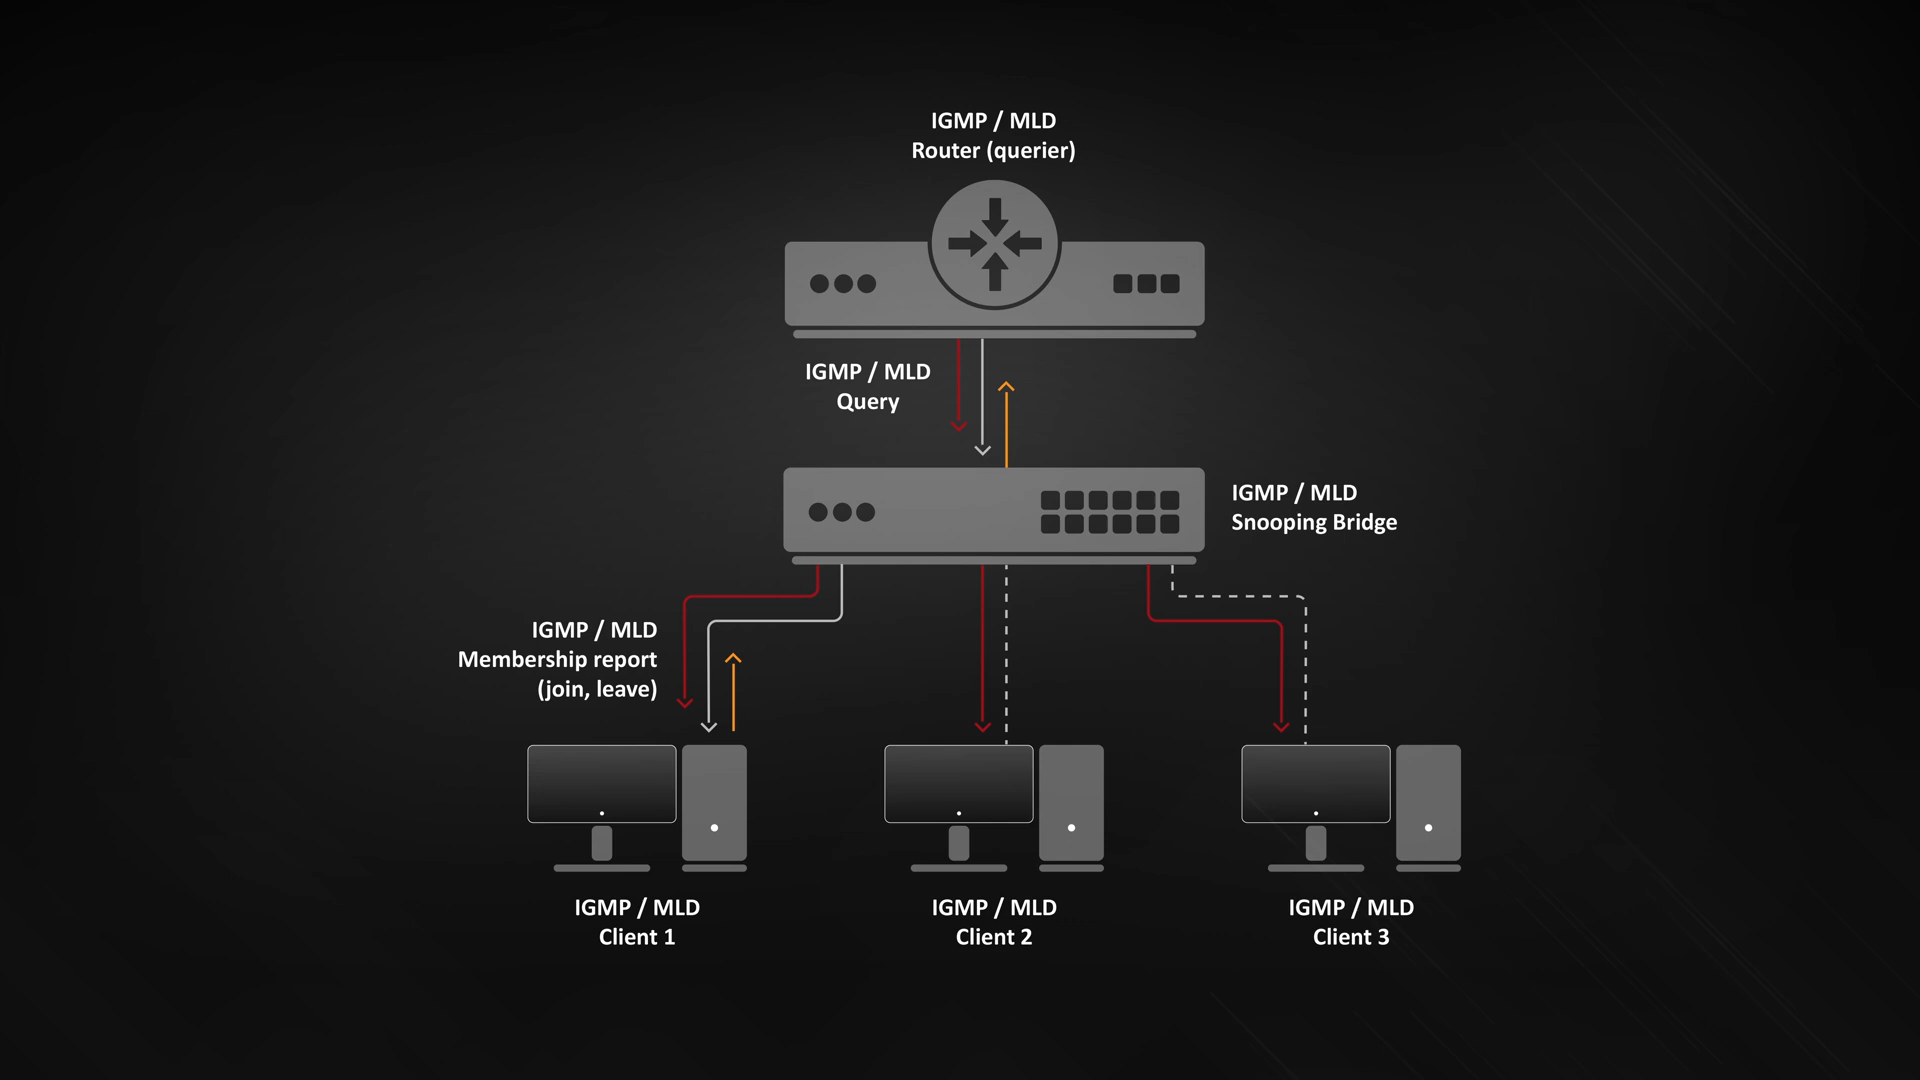 IGMP / MLD
Router (querier)
IGMP / MLD
Query
IGMP / MLD
Snooping Bridge
IGMP / MLD
Membership report
(join, leave)
IGMP / MLD
Client 1
IGMP / MLD
Client 2
IGMP / MLD
Client 3